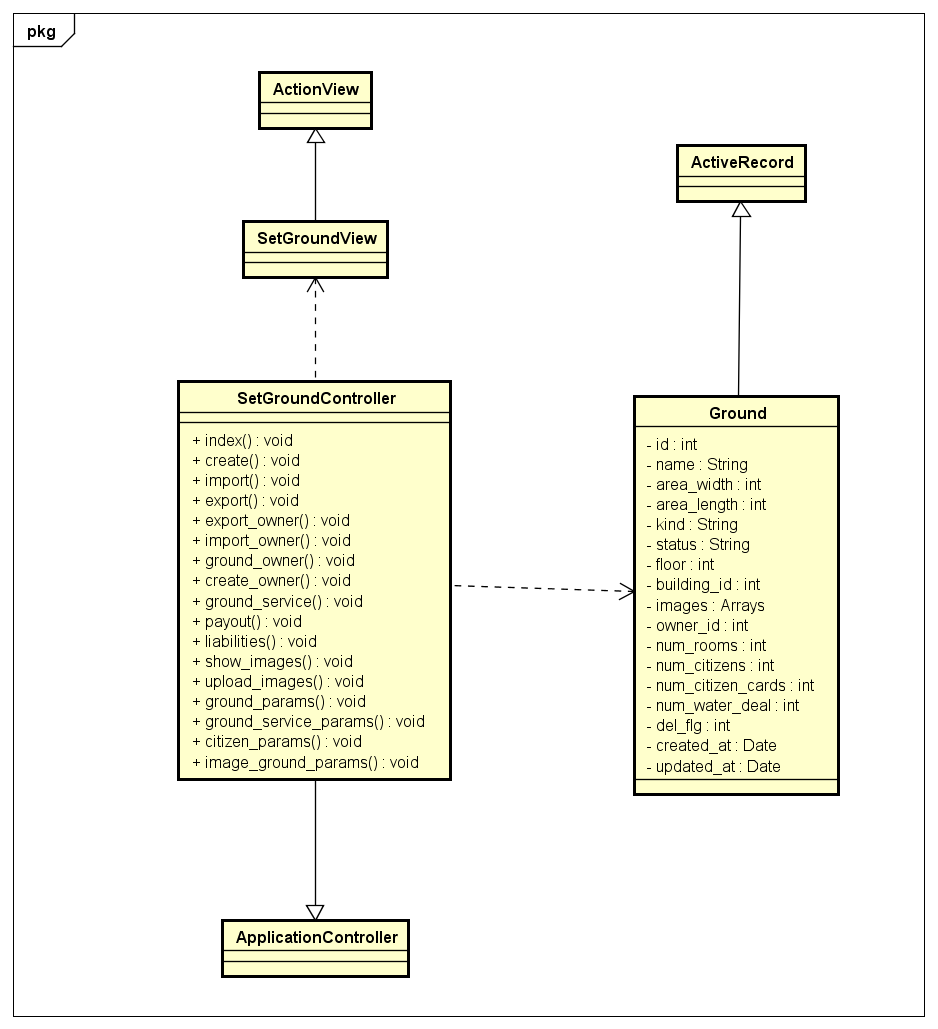 pkg
ActionView
ActiveRecord
SetGroundView
SetGroundController
+ index() : void
+ create() : void
+ import() : void
+ export() : void
+ export_owner() : void
+ import_owner() : void
+ ground_owner() : void
+ create_owner() : void
+ ground_service() : void
+ payout() : void
+ liabilities() : void
+ show_images() : void
+ upload_images() : void
+ ground_params() : void
+ ground_service_params() : void
+ citizen_params() : void
+ image_ground_params() : void
Ground
- id : int
- name : String
- area_width : int
- area_length : int
- kind : String
- status : String
- floor : int
- building_id : int
- images : Arrays
- owner_id : int
- num_rooms : int
- num_citizens : int
- num_citizen_cards : int
- num_water_deal : int
- del_flg : int
- created_at : Date
- updated_at : Date
ApplicationController